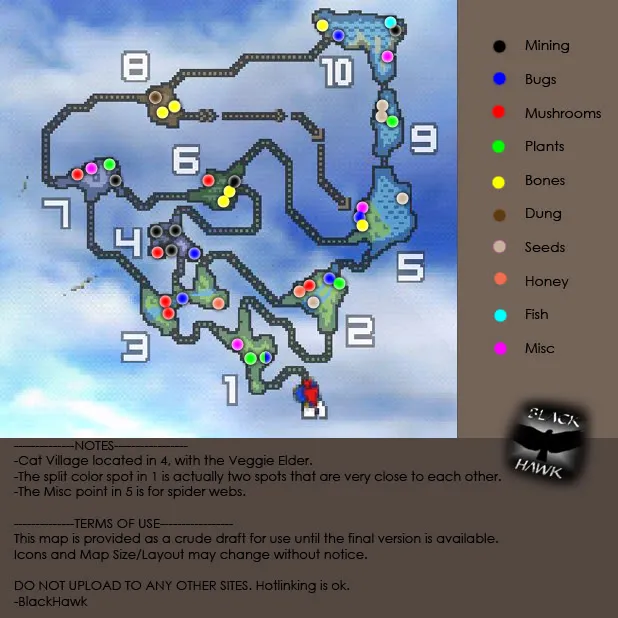 8
10
Mining
Bugs
Mushrooms
Plants
Bones
Dung
Seeds
Honey
Fish
Misc
9
6
7
4
5
3
2
1
BLACK
HAWK
---------------NOTES------------------
-Cat Village located in 4, with the Veggie Elder.
-The split color spot in 1 is actually two spots that are very close to each other.
-The Misc point in 5 is for spider webs.
---------------TERMS OF USE------------------
This map is provided as a crude draft for use until the final version is available.
Icons and Map Size/Layout may change without notice.
DO NOT UPLOAD TO ANY OTHER SITES. Hotlinking is ok.
-BlackHawk